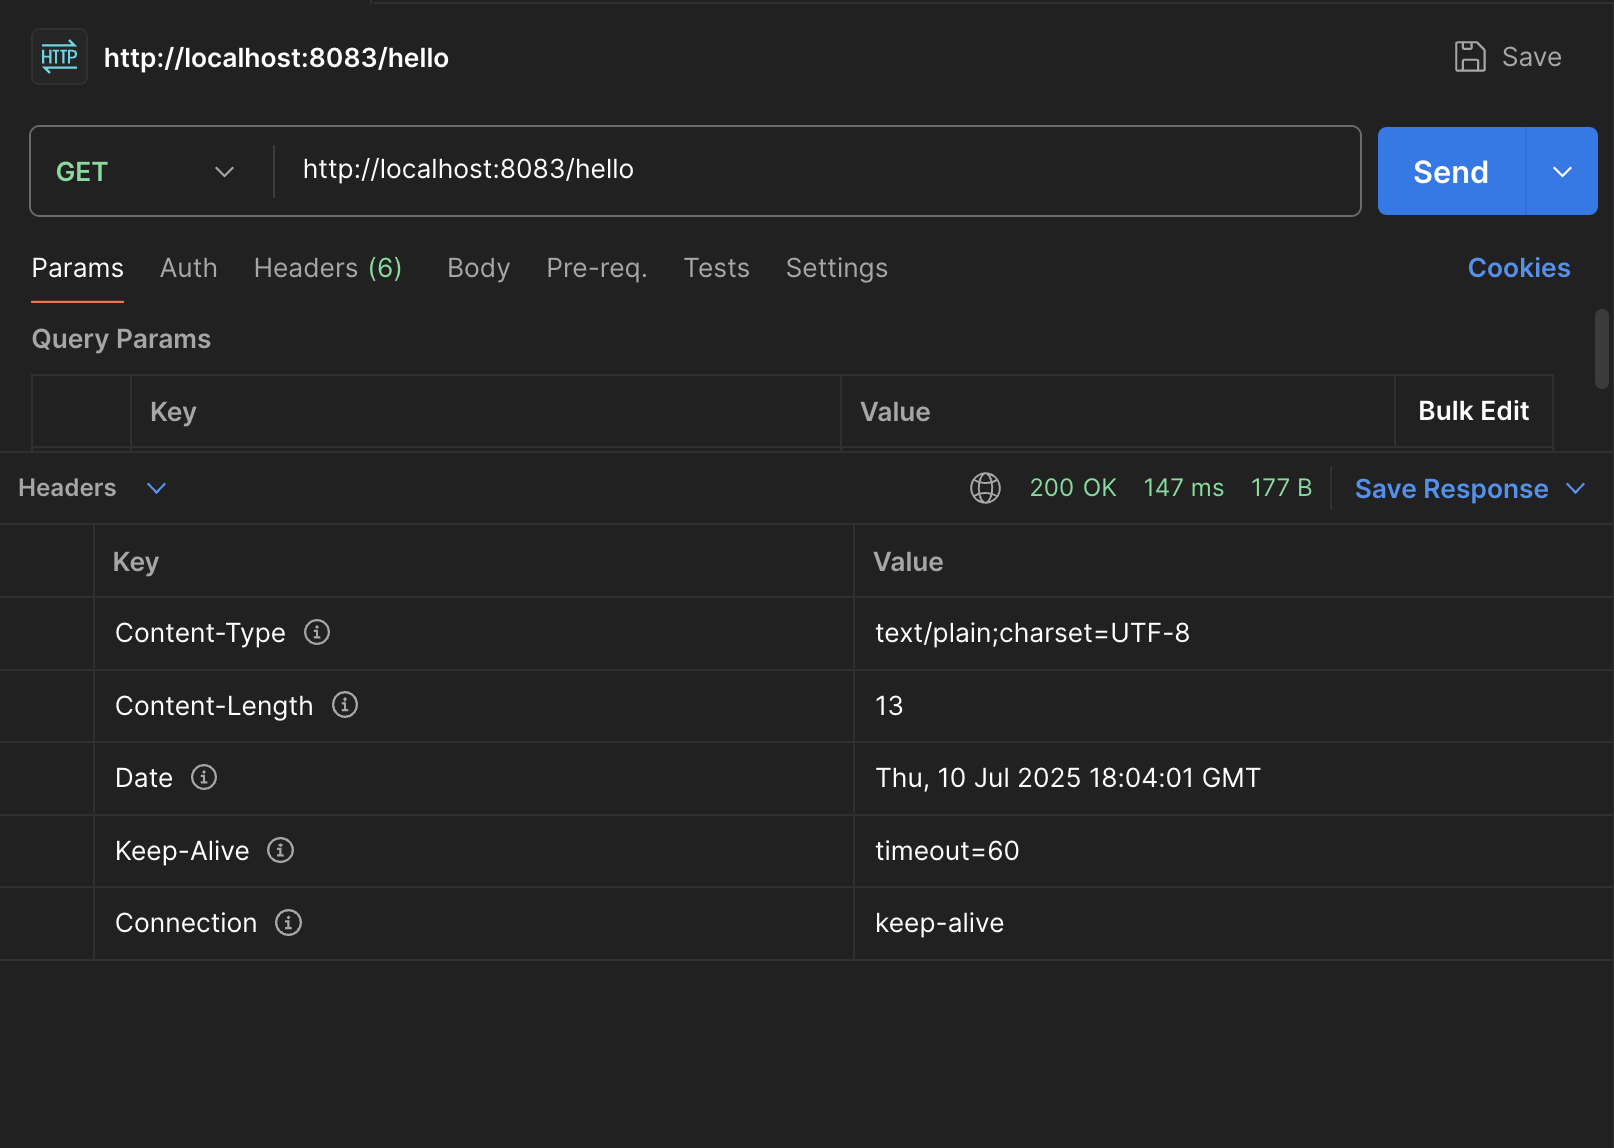 HTTP http://localhost:8083/hello Save
GET http://localhost:8083/hello Send
Params Auth Headers (6) Body Pre-req. Tests Settings Cookies
Query Params
Key Value Bulk Edit
Headers 200 OK 147 ms 177 B Save Response
Key Value
Content-Type text/plain;charset=UTF-8
Content-Length 13
Date Thu, 10 Jul 2025 18:04:01 GMT
Keep-Alive timeout=60
Connection keep-alive